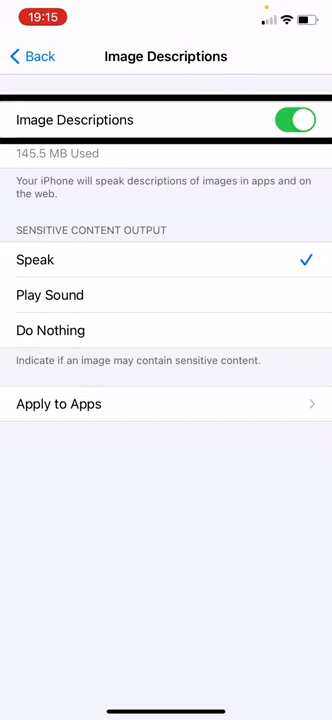 19:15
Back
Image Descriptions
Image Descriptions
145.5 MB Used
Your iPhone will speak descriptions of images in apps and on
the web.
SENSITIVE CONTENT OUTPUT
Speak
Play Sound
Do Nothing
Indicate if an image may contain sensitive content.
Apply to Apps